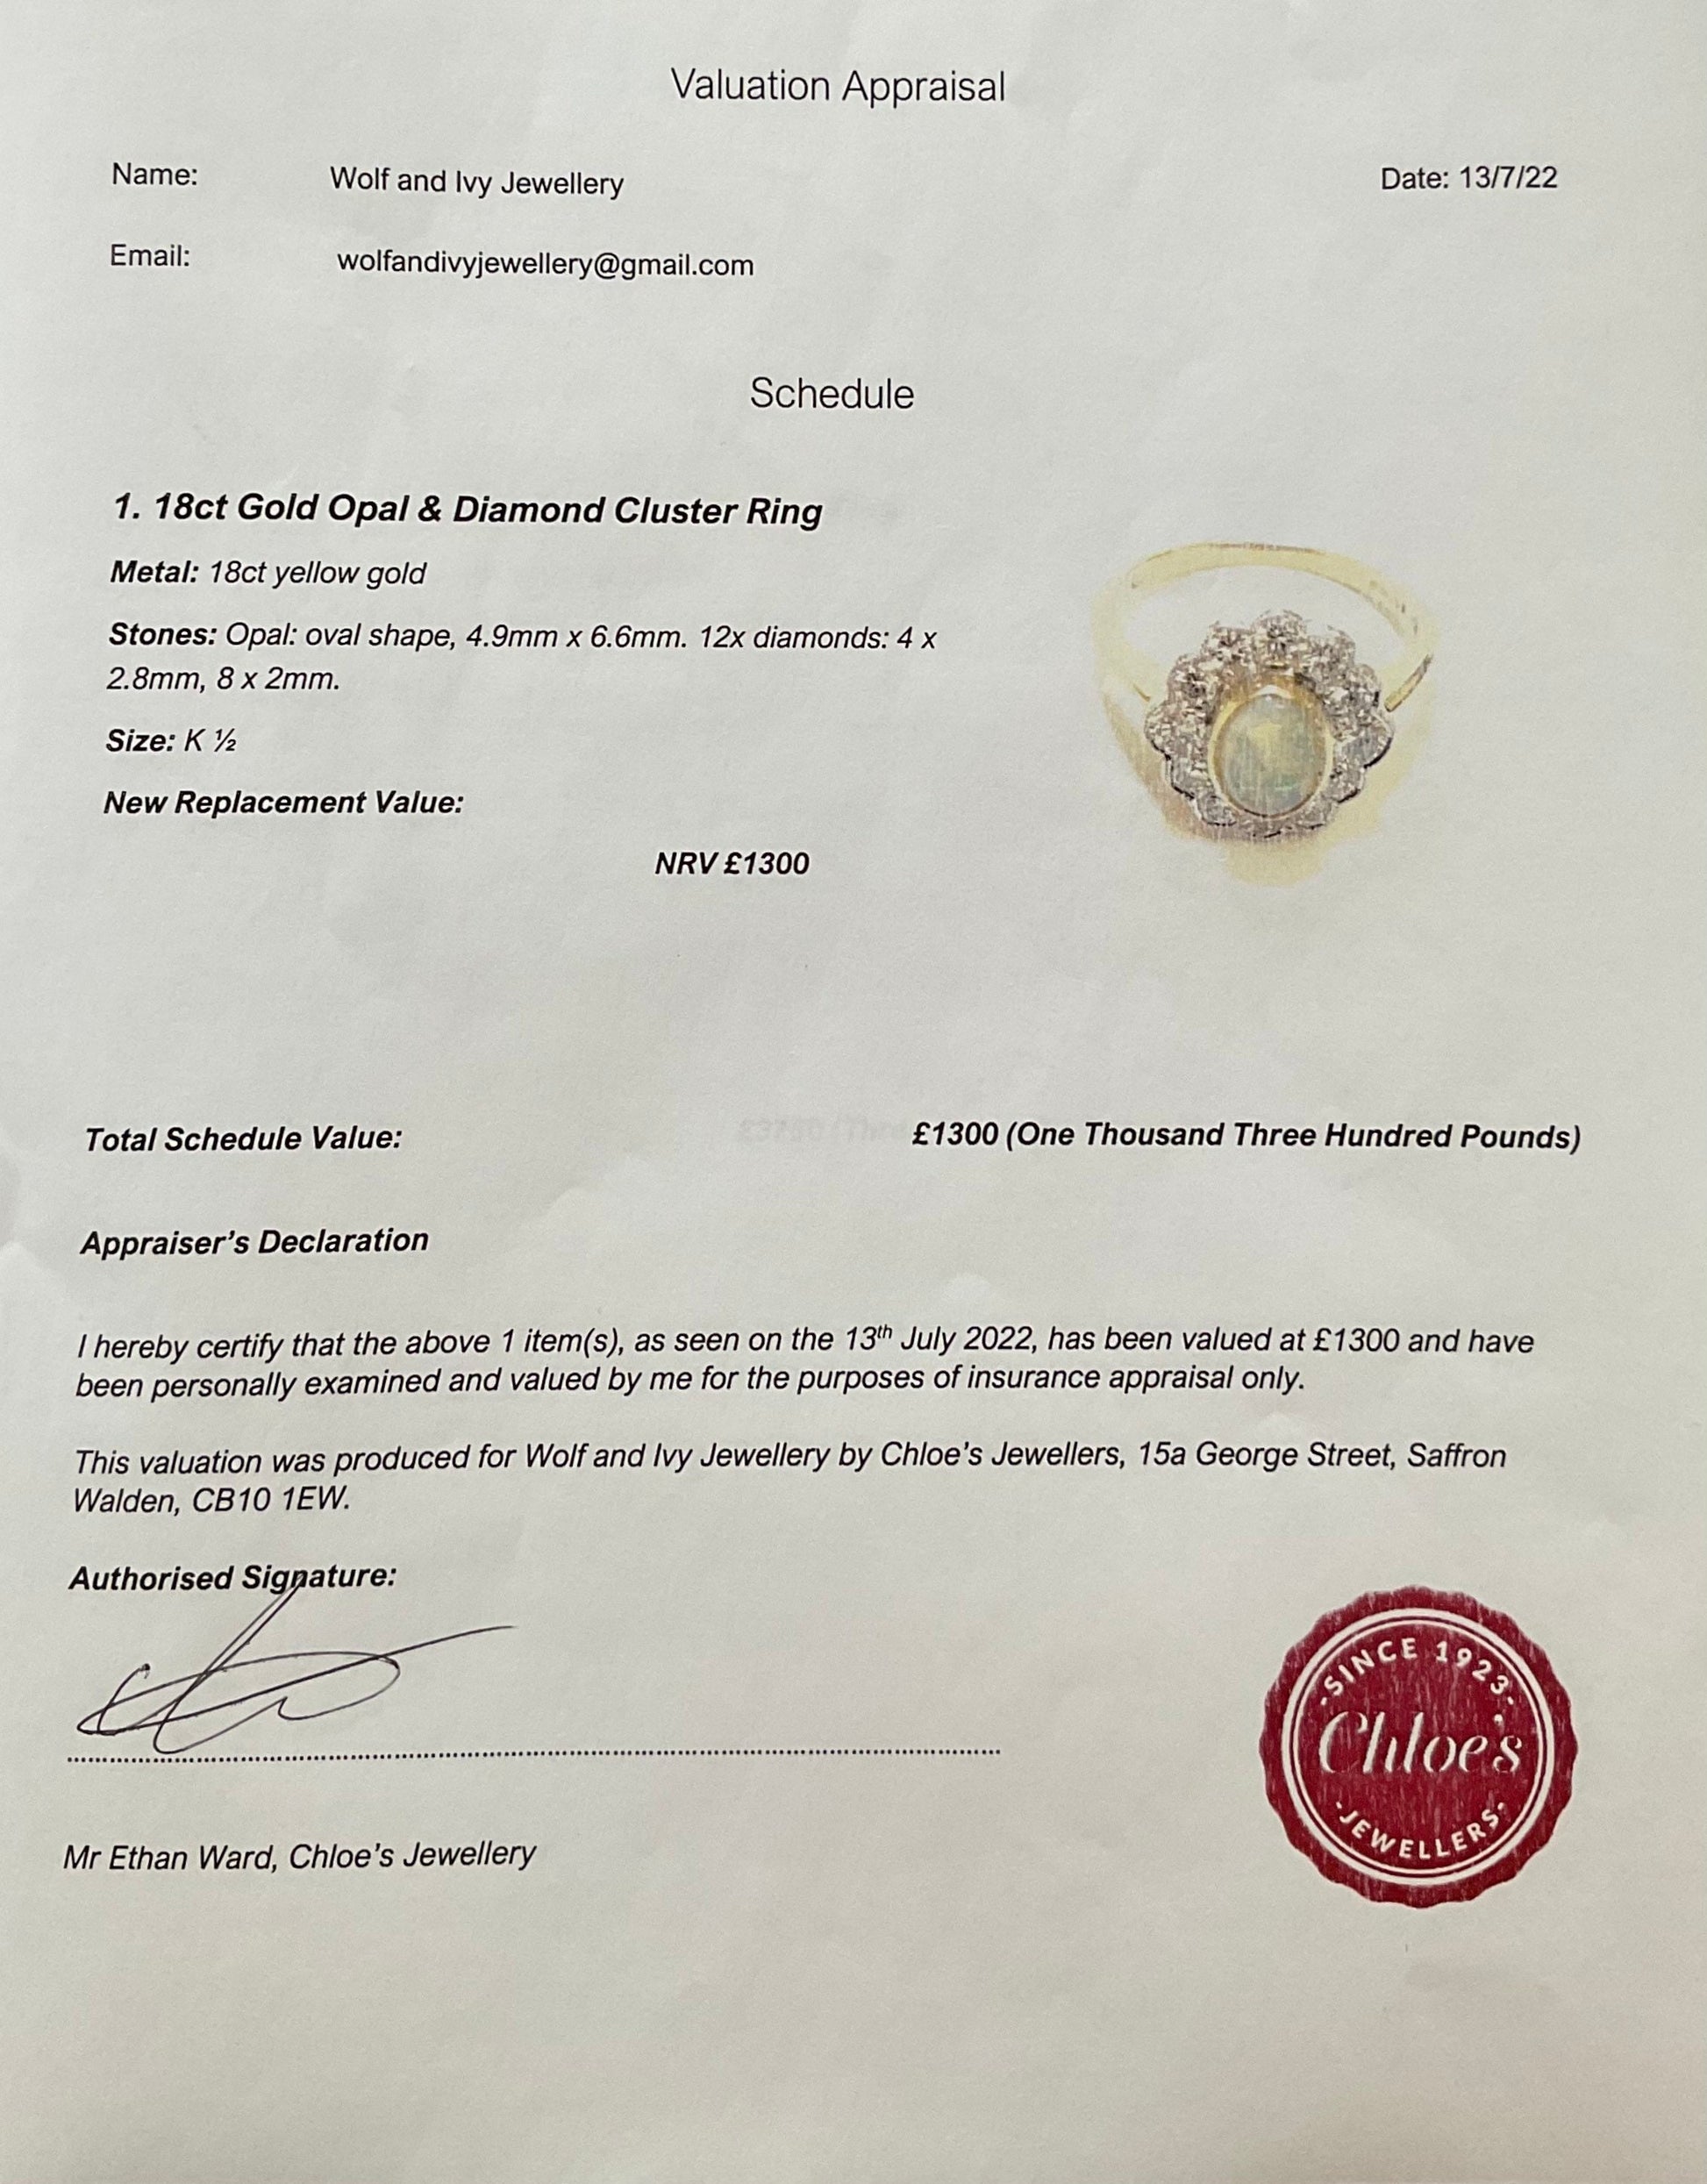 Valuation Appraisal
Name: Wolf and Ivy Jewellery Date: 13/7/22
Email: wolfandivyjewellery@gmail.com
Schedule
1. 18ct Gold Opal & Diamond Cluster Ring
Metal: 18ct yellow gold
Stones: Opal: oval shape, 4.9mm x 6.6mm. 12x diamonds: 4 x
2.8mm, 8 x 2mm.
Size: K ½
New Replacement Value:
NRV £1300
Total Schedule Value: £1300 (One Thousand Three Hundred Pounds)
Appraiser’s Declaration
I hereby certify that the above 1 item(s), as seen on the 13th July 2022, has been valued at £1300 and have
been personally examined and valued by me for the purposes of insurance appraisal only.
This valuation was produced for Wolf and Ivy Jewellery by Chloe’s Jewellers, 15a George Street, Saffron
Walden, CB10 1EW.
Authorised Signature:
Mr Ethan Ward, Chloe’s Jewellery
·SINCE 1923·
Chloe’s
·JEWELLERS·